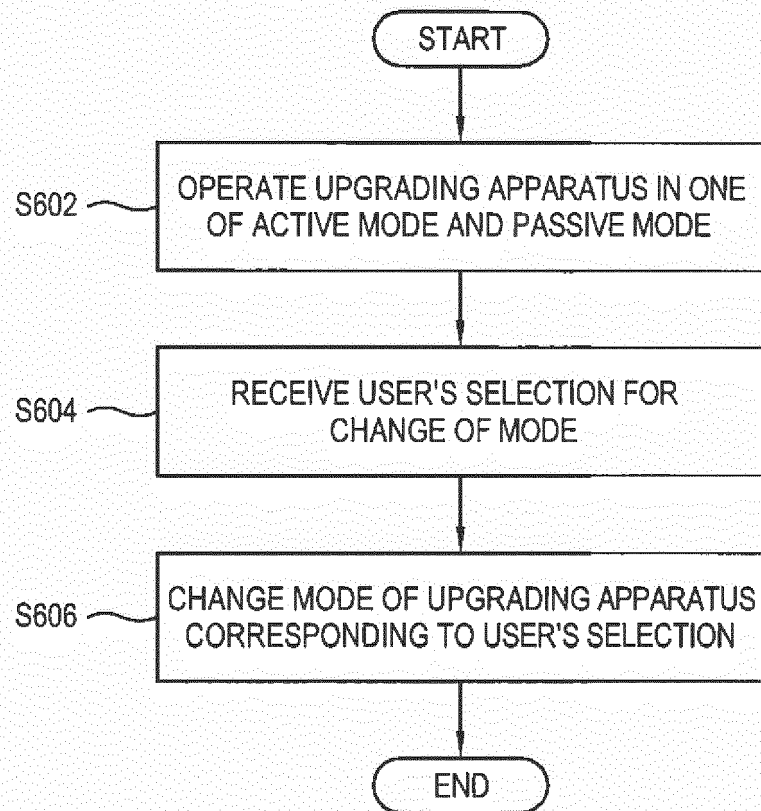 START
S602
OPERATE UPGRADING APPARATUS IN ONE
OF ACTIVE MODE AND PASSIVE MODE
S604
RECEIVE USER'S SELECTION FOR
CHANGE OF MODE
S606
CHANGE MODE OF UPGRADING APPARATUS
CORRESPONDING TO USER'S SELECTION
END